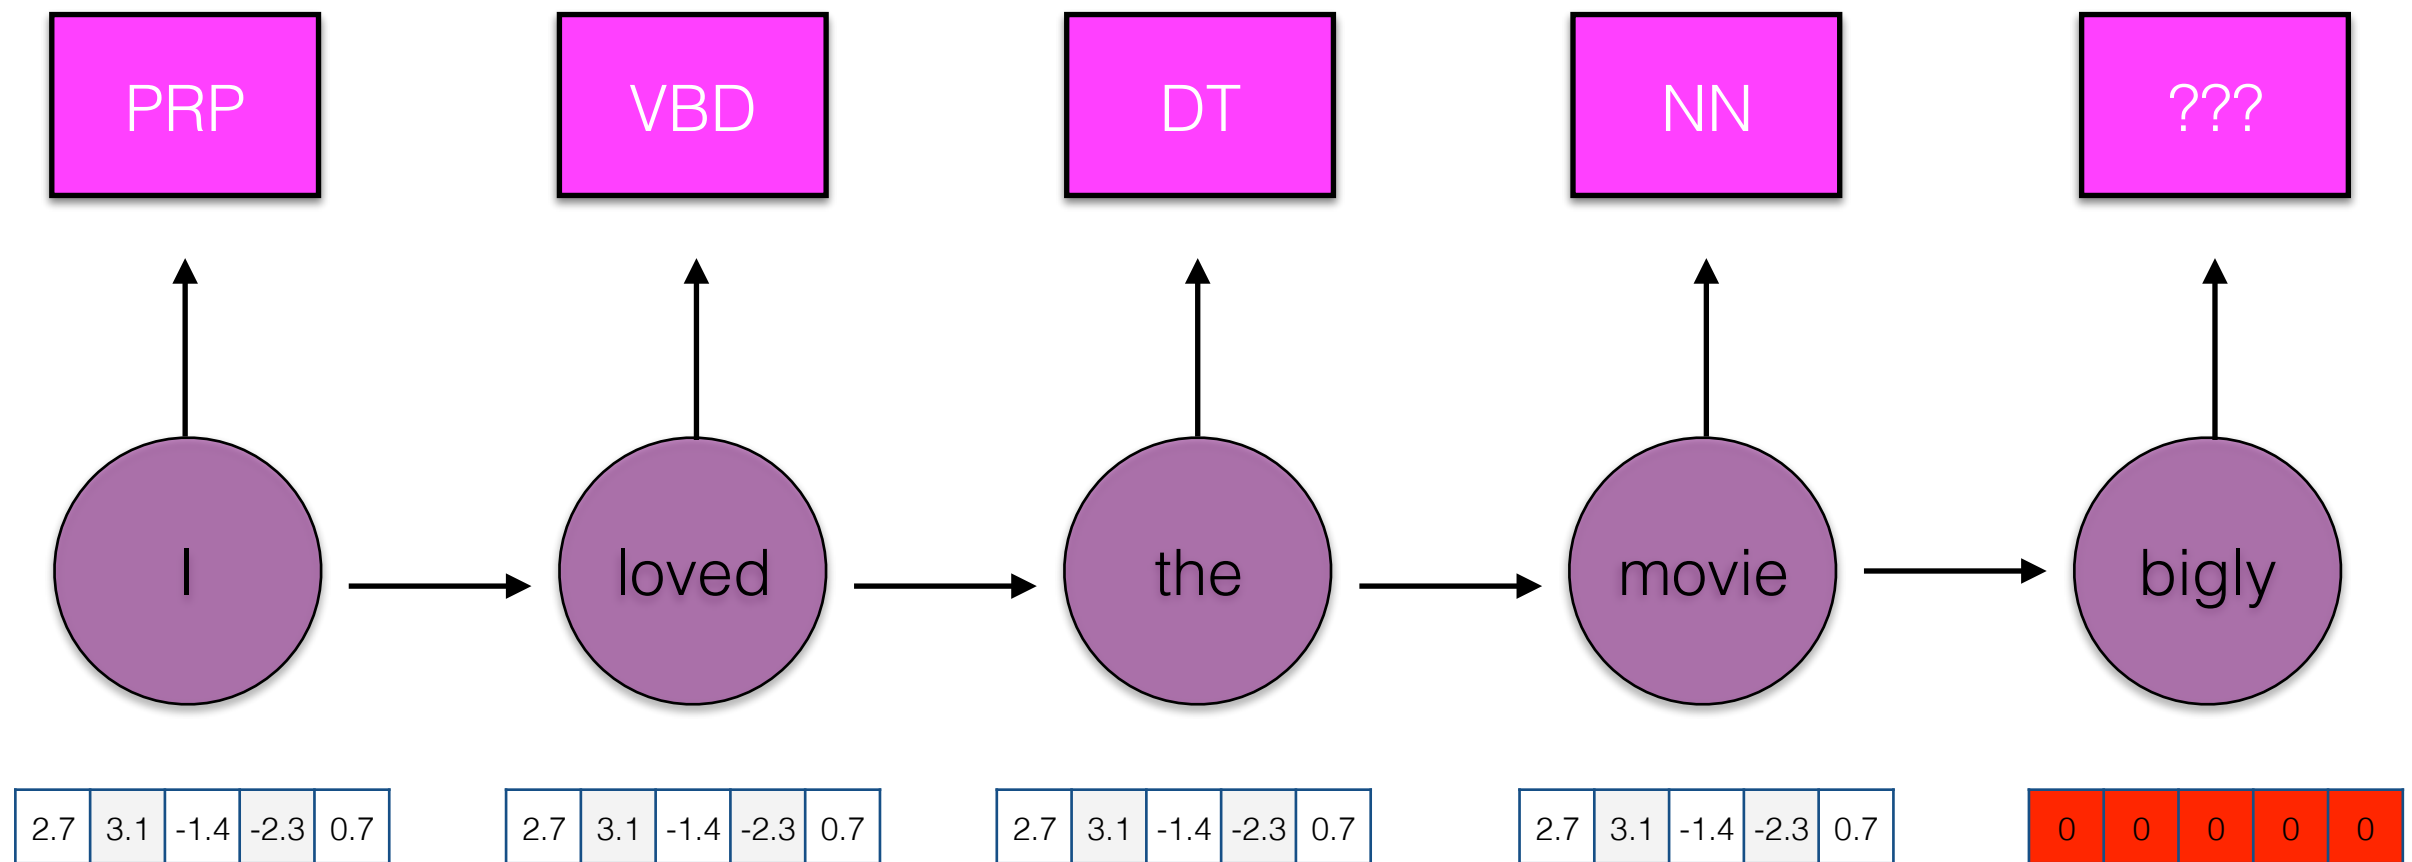 PRP VBD DT NN ???
I loved the movie bigly
2.7 3.1 -1.4 -2.3 0.7 2.7 3.1 -1.4 -2.3 0.7 2.7 3.1 -1.4 -2.3 0.7 2.7 3.1 -1.4 -2.3 0.7 0 0 0 0 0